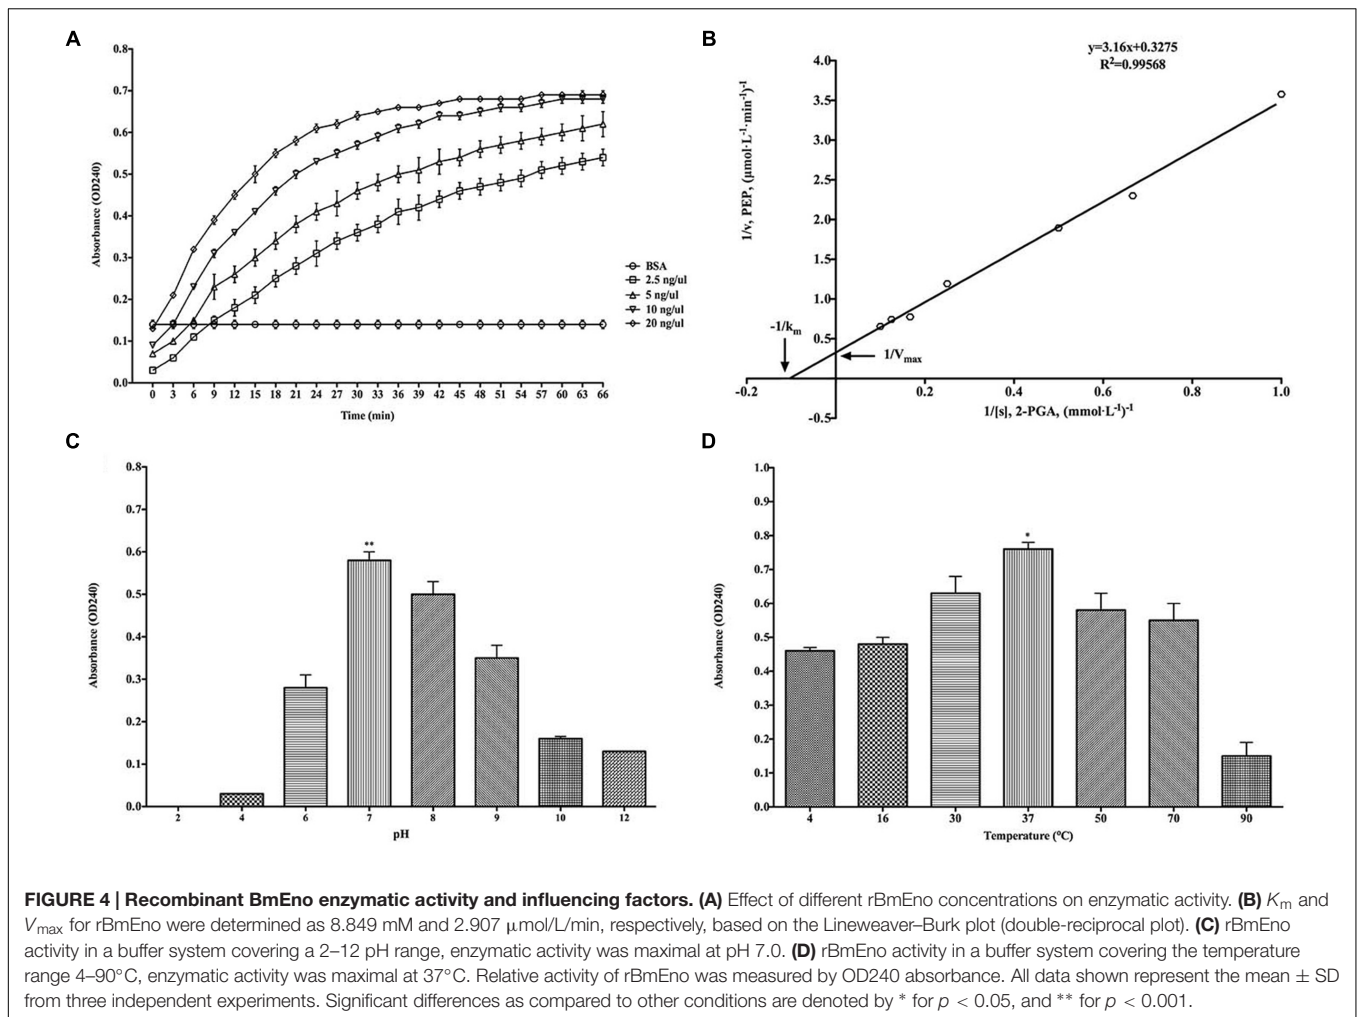 A
0.8
0.7
0.6
0.5
0.4
0.3
0.2
0.1
0.0
Absorbance (OD240)
0 3 6 9 12 15 18 21 24 27 30 33 36 39 42 45 48 51 54 57 60 63 66
Time (min)
BSA
2.5 ng/ul
5 ng/ul
10 ng/ul
20 ng/ul
B
y=3.16x+0.3275
R²=0.99568
4.0
3.5
3.0
2.5
2.0
1.5
1.0
0.5
-0.5
1/v, PEP, (μmol·L⁻¹·min⁻¹)⁻¹
-1/kₘ
1/Vmax
-0.2 0.2 0.4 0.6 0.8 1.0
1/[s], 2-PGA, (mmol·L⁻¹)⁻¹
C
0.8
0.7
0.6
0.5
0.4
0.3
0.2
0.1
0.0
Absorbance (OD240)
**
2 4 6 7 8 9 10 12
pH
D
1.0
0.9
0.8
0.7
0.6
0.5
0.4
0.3
0.2
0.1
0.0
Absorbance (OD240)
*
4 16 30 37 50 70 90
Temperature (°C)
FIGURE 4 | Recombinant BmEno enzymatic activity and influencing factors. (A) Effect of different rBmEno concentrations on enzymatic activity. (B) Km and
Vmax for rBmEno were determined as 8.849 mM and 2.907 μmol/L/min, respectively, based on the Lineweaver–Burk plot (double-reciprocal plot). (C) rBmEno
activity in a buffer system covering a 2–12 pH range, enzymatic activity was maximal at pH 7.0. (D) rBmEno activity in a buffer system covering the temperature
range 4–90°C, enzymatic activity was maximal at 37°C. Relative activity of rBmEno was measured by OD240 absorbance. All data shown represent the mean ± SD
from three independent experiments. Significant differences as compared to other conditions are denoted by * for p < 0.05, and ** for p < 0.001.